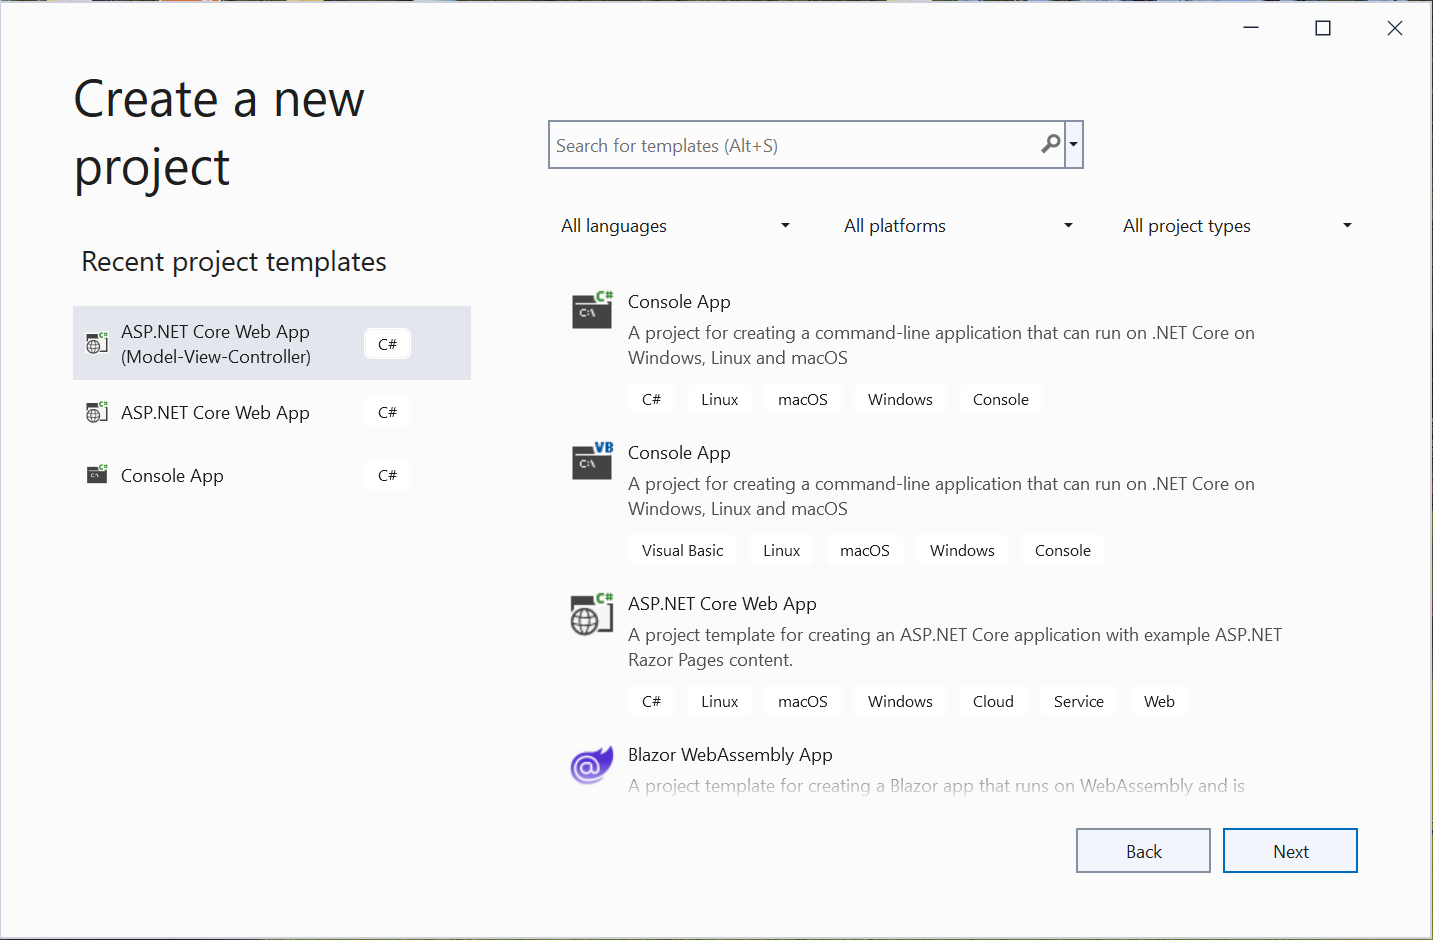 Create a new
project
Search for templates (Alt+S)
All languages
All platforms
All project types
Recent project templates
ASP.NET Core Web App
(Model-View-Controller)
C#
ASP.NET Core Web App
C#
Console App
C#
C#
C:\
Console App
A project for creating a command-line application that can run on .NET Core on
Windows, Linux and macOS
C# Linux macOS Windows Console
VB
C:\
Console App
A project for creating a command-line application that can run on .NET Core on
Windows, Linux and macOS
Visual Basic Linux macOS Windows Console
C#
ASP.NET Core Web App
A project template for creating an ASP.NET Core application with example ASP.NET
Razor Pages content.
C# Linux macOS Windows Cloud Service Web
@
Blazor WebAssembly App
A project template for creating a Blazor app that runs on WebAssembly and is
Back
Next